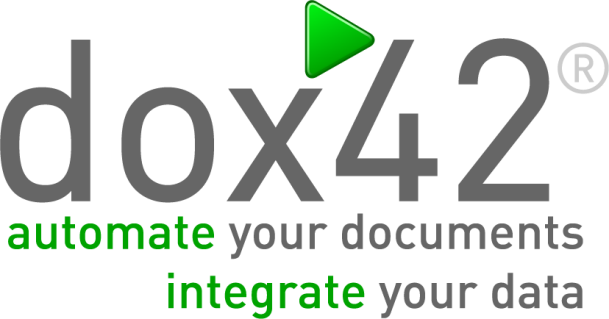 dox42®
automate your documents
integrate your data